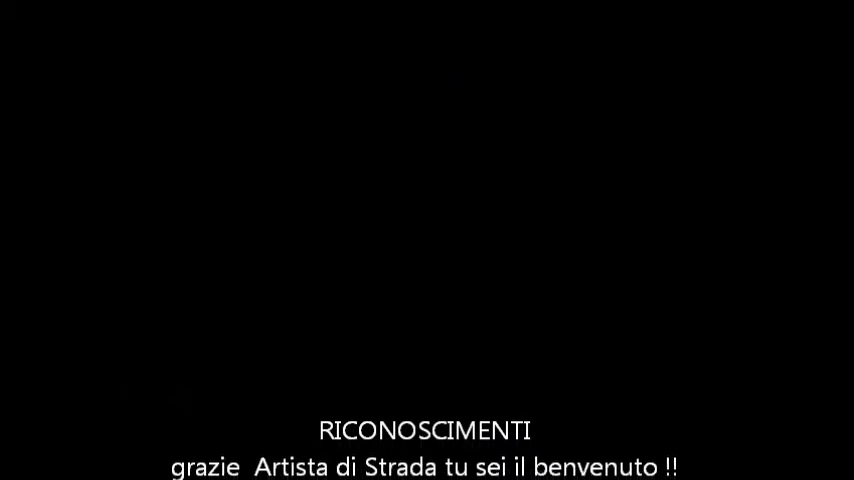 RICONOSCIMENTI
grazie  Artista di Strada tu sei il benvenuto !!